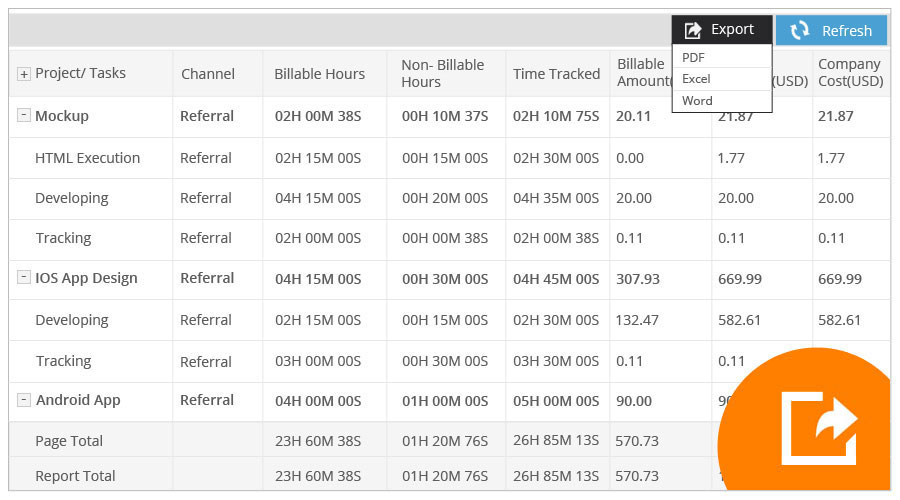 Export Refresh
PDF
Excel
Word
+ Project/ Tasks Channel Billable Hours Non- Billable Hours Time Tracked Billable Amount( (USD) Company Cost(USD)
- Mockup Referral 02H 00M 38S 00H 10M 37S 02H 10M 75S 20.11 21.87 21.87
HTML Execution Referral 02H 15M 00S 00H 15M 00S 02H 30M 00S 0.00 1.77 1.77
Developing Referral 04H 15M 00S 00H 20M 00S 04H 35M 00S 20.00 20.00 20.00
Tracking Referral 02H 00M 00S 00H 00M 38S 02H 00M 38S 0.11 0.11 0.11
- IOS App Design Referral 04H 15M 00S 00H 30M 00S 04H 45M 00S 307.93 669.99 669.99
Developing Referral 02H 15M 00S 00H 15M 00S 02H 30M 00S 132.47 582.61 582.61
Tracking Referral 03H 00M 00S 00H 30M 00S 03H 30M 00S 0.11 0.11
- Android App Referral 04H 00M 00S 01H 00M 00S 05H 00M 00S 90.00
Page Total 23H 60M 38S 01H 20M 76S 26H 85M 13S 570.73
Report Total 23H 60M 38S 01H 20M 76S 26H 85M 13S 570.73